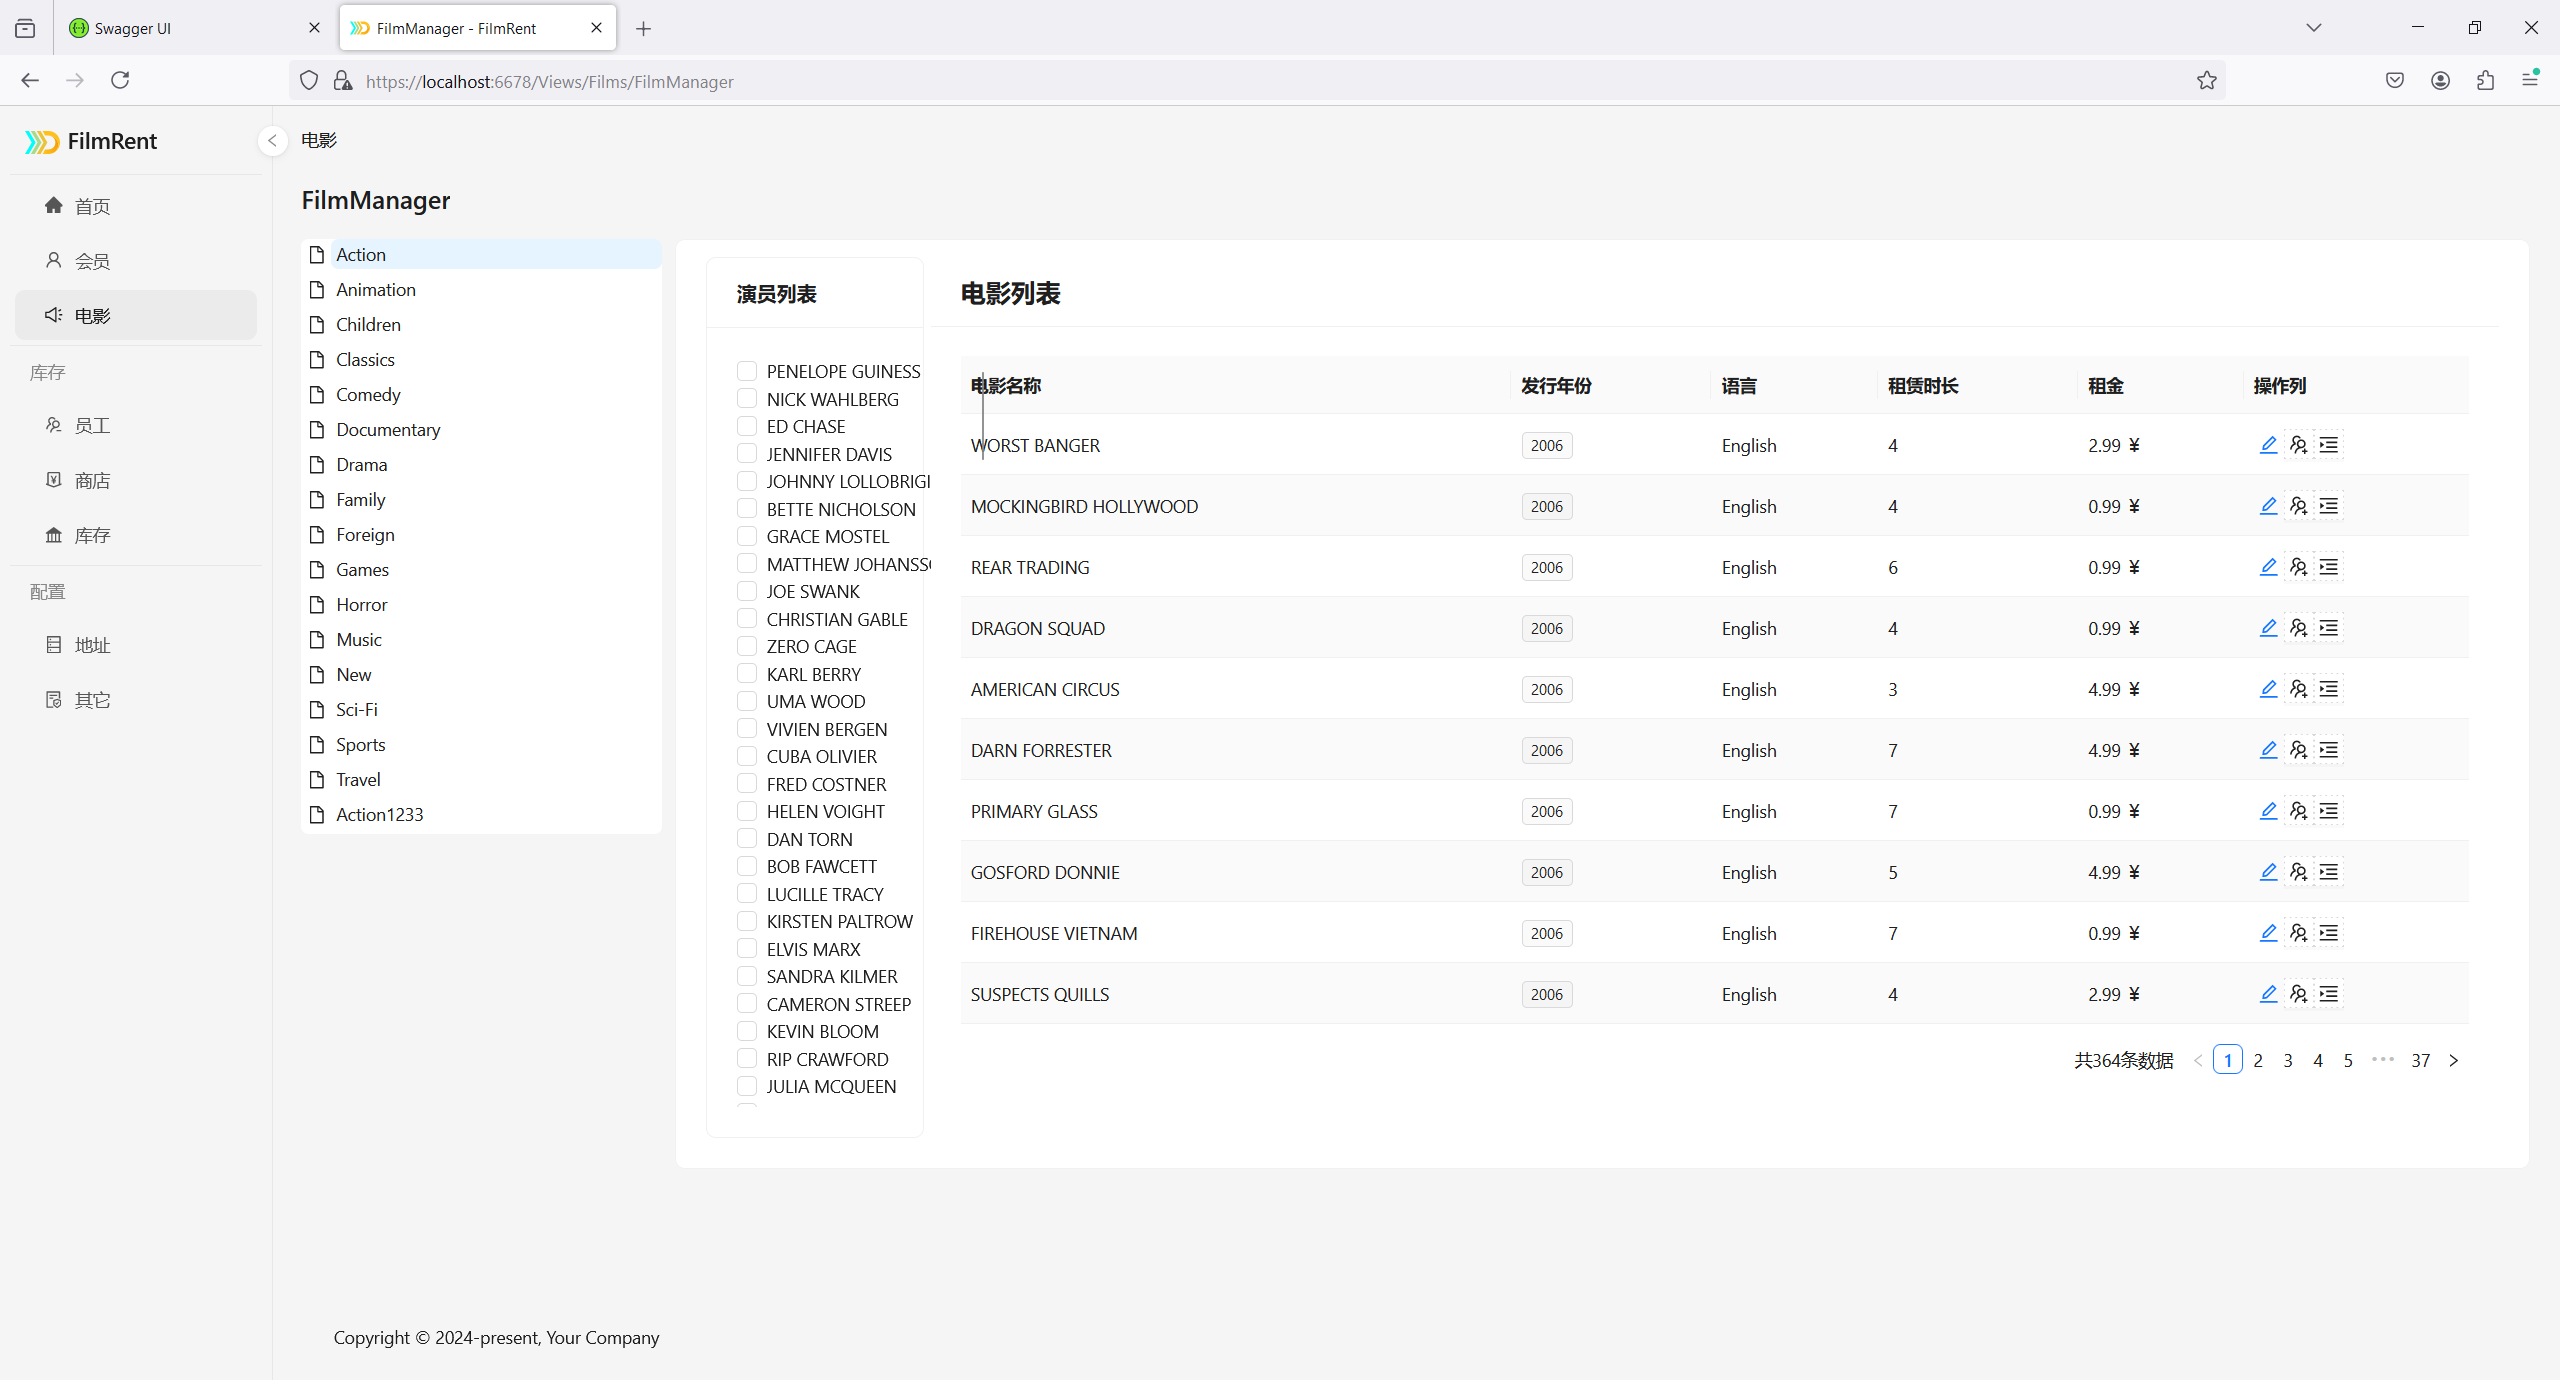 Swagger UI
FilmManager - FilmRent
https://localhost:6678/Views/Films/FilmManager
FilmRent
首页
会员
电影
库存
员工
商店
库存
配置
地址
其它
电影
FilmManager
Action
Animation
Children
Classics
Comedy
Documentary
Drama
Family
Foreign
Games
Horror
Music
New
Sci-Fi
Sports
Travel
Action1233
演员列表
PENELOPE GUINESS
NICK WAHLBERG
ED CHASE
JENNIFER DAVIS
JOHNNY LOLLOBRIGI
BETTE NICHOLSON
GRACE MOSTEL
MATTHEW JOHANSS
JOE SWANK
CHRISTIAN GABLE
ZERO CAGE
KARL BERRY
UMA WOOD
VIVIEN BERGEN
CUBA OLIVIER
FRED COSTNER
HELEN VOIGHT
DAN TORN
BOB FAWCETT
LUCILLE TRACY
KIRSTEN PALTROW
ELVIS MARX
SANDRA KILMER
CAMERON STREEP
KEVIN BLOOM
RIP CRAWFORD
JULIA MCQUEEN
电影列表
电影名称 发行年份 语言 租赁时长 租金 操作列
WORST BANGER 2006 English 4 2.99 ¥
MOCKINGBIRD HOLLYWOOD 2006 English 4 0.99 ¥
REAR TRADING 2006 English 6 0.99 ¥
DRAGON SQUAD 2006 English 4 0.99 ¥
AMERICAN CIRCUS 2006 English 3 4.99 ¥
DARN FORRESTER 2006 English 7 4.99 ¥
PRIMARY GLASS 2006 English 7 0.99 ¥
GOSFORD DONNIE 2006 English 5 4.99 ¥
FIREHOUSE VIETNAM 2006 English 7 0.99 ¥
SUSPECTS QUILLS 2006 English 4 2.99 ¥
共364条数据 < 1 2 3 4 5 ••• 37 >
Copyright © 2024-present, Your Company